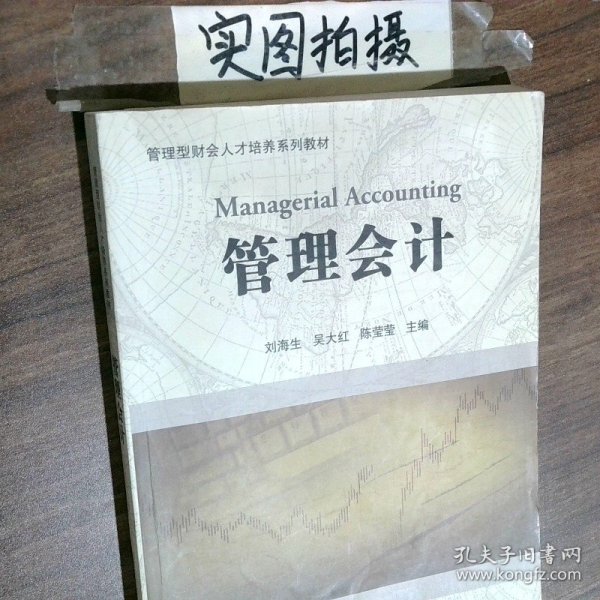 实图拍摄
管理型财会人才培养系列教材
Managerial Accounting
管理会计
刘海生 吴大红 陈莹莹 主编
孔夫子旧書网
www.kongfz.com